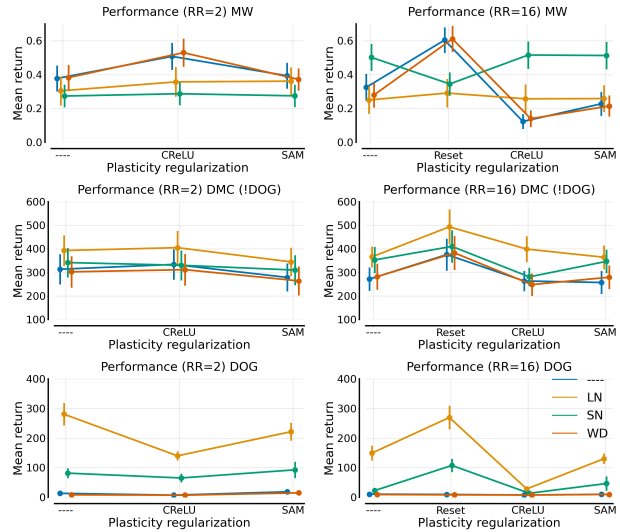 Performance (RR=2) MW
Mean return
0.6
0.4
0.2
0.0
---- CReLU SAM
Plasticity regularization
Performance (RR=16) MW
Mean return
0.6
0.4
0.2
0.0
---- Reset CReLU SAM
Plasticity regularization
Performance (RR=2) DMC (!DOG)
Mean return
600
500
400
300
200
100
---- CReLU SAM
Plasticity regularization
Performance (RR=16) DMC (!DOG)
Mean return
600
500
400
300
200
100
---- Reset CReLU SAM
Plasticity regularization
Performance (RR=2) DOG
Mean return
400
300
200
100
0
---- CReLU SAM
Plasticity regularization
Performance (RR=16) DOG
Mean return
400
300
200
100
0
---- Reset CReLU SAM
Plasticity regularization
----
LN
SN
WD